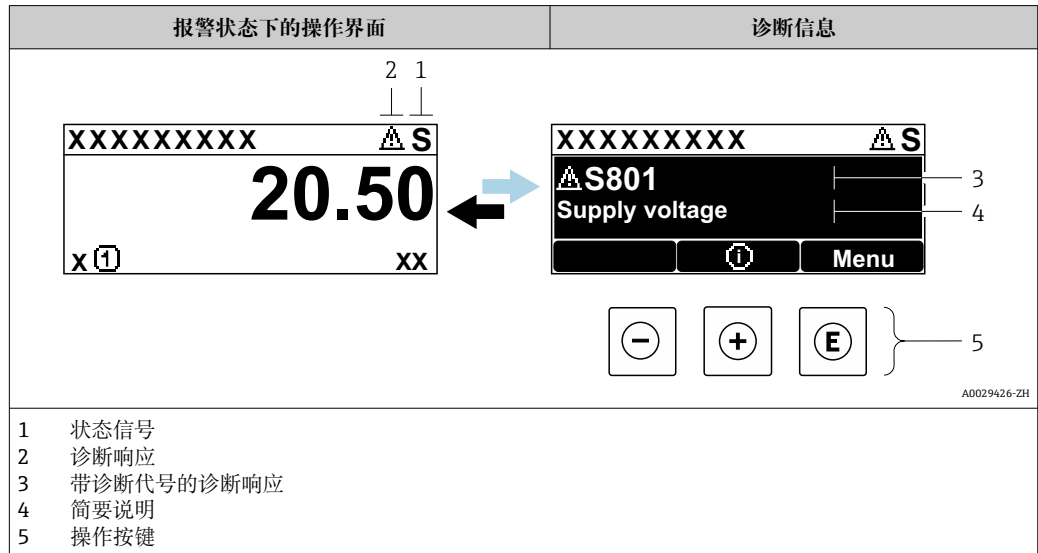 报警状态下的操作界面
诊断信息
2 1
XXXXXXXXX ⚠ S
20.50
X ① XX
XXXXXXXXX ⚠ S
⚠S801
Supply voltage
ⓘ Menu
3
4
− + E
5
A0029426-ZH
1 状态信号
2 诊断响应
3 带诊断代号的诊断响应
4 简要说明
5 操作按键